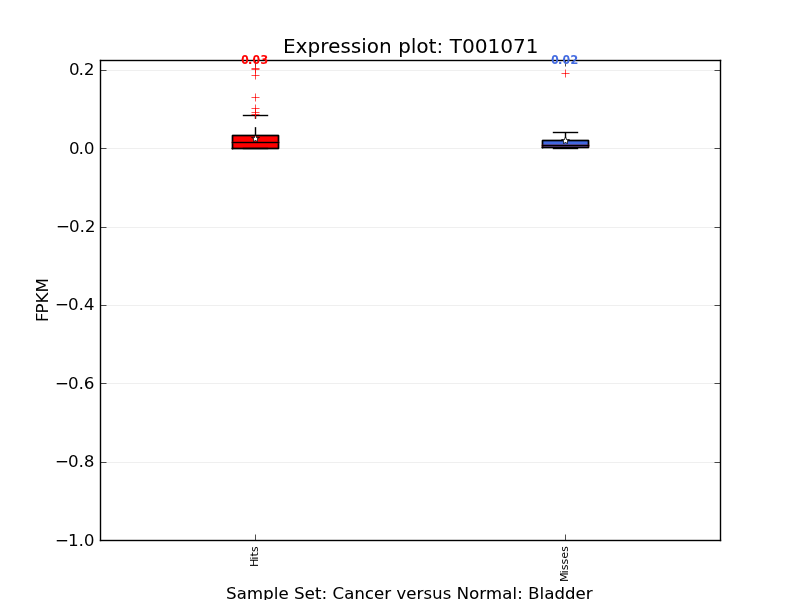 Expression plot: T001071
0.03
0.02
0.2
0.0
−0.2
−0.4
−0.6
−0.8
−1.0
FPKM
Hits
Misses
Sample Set: Cancer versus Normal: Bladder